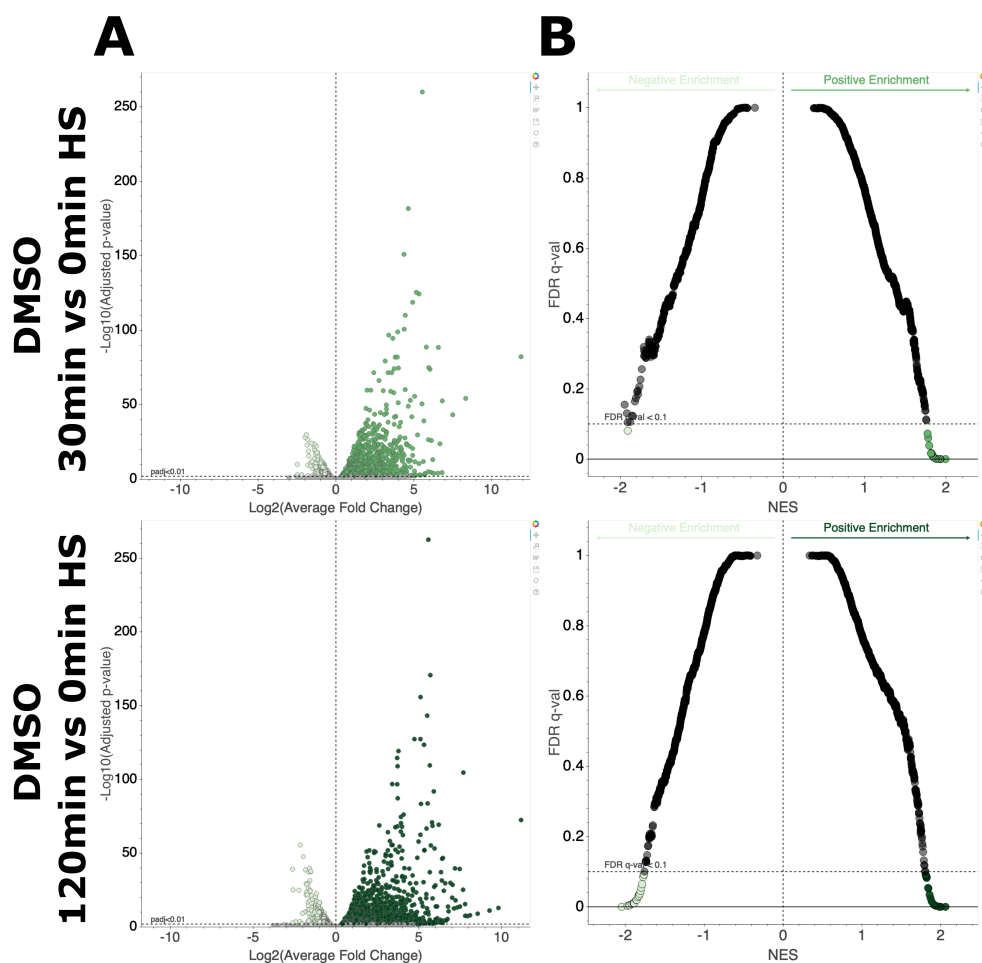 A
B
DMSO
30min vs 0min HS
-Log10(Adjusted p-value)
250
200
150
100
50
0
padj<0.01
-10
-5
0
5
10
Log2(Average Fold Change)
Negative Enrichment
Positive Enrichment
FDR q-val
1
0.8
0.6
0.4
0.2
0
-2
-1
0
1
2
NES
DMSO
120min vs 0min HS
-Log10(Adjusted p-value)
250
200
150
100
50
0
padj<0.01
-10
-5
0
5
10
Log2(Average Fold Change)
Negative Enrichment
Positive Enrichment
FDR q-val
1
0.8
0.6
0.4
0.2
FDR q-val < 0.1
0
-2
-1
0
1
2
NES